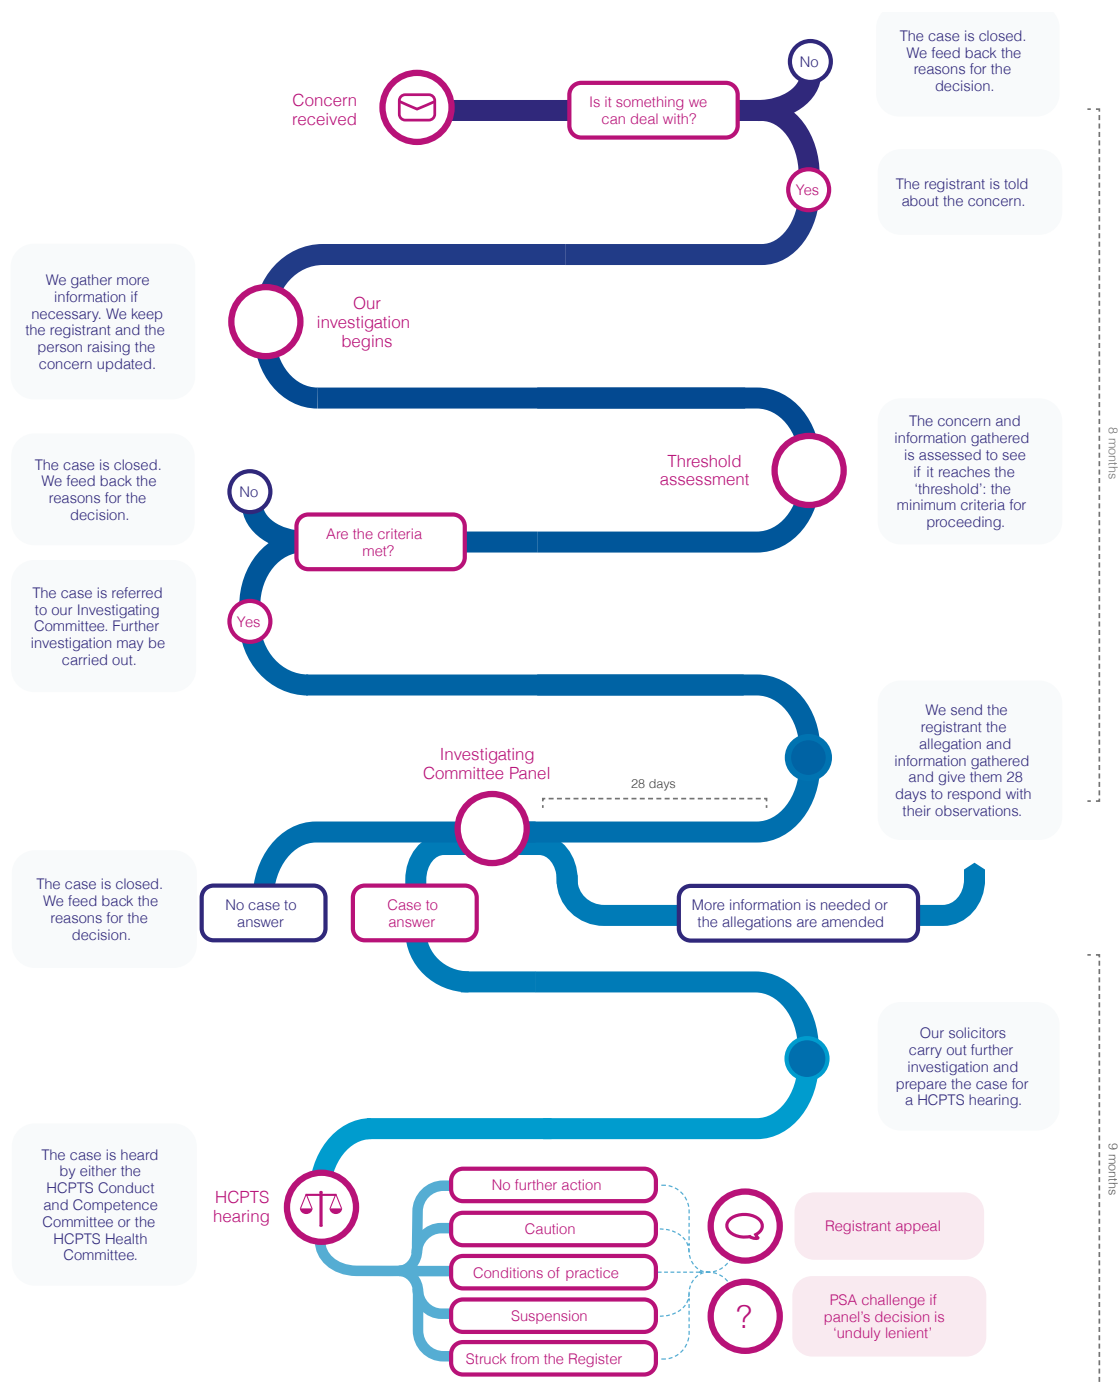 The case is closed.
We feed back the
reasons for the
decision.
No
Concern
received
Is it something we
can deal with?
The registrant is told
about the concern.
Yes
We gather more
information if
necessary. We keep
the registrant and the
person raising the
concern updated.
Our
investigation
begins
8 months
The concern and
information gathered
is assessed to see
if it reaches the
‘threshold’: the
minimum criteria for
proceeding.
Threshold
assessment
The case is closed.
We feed back the
reasons for the
decision.
No
Are the criteria
met?
The case is referred
to our Investigating
Committee. Further
investigation may be
carried out.
Yes
We send the
registrant the
allegation and
information gathered
and give them 28
days to respond with
their observations.
Investigating
Committee Panel
28 days
The case is closed.
We feed back the
reasons for the
decision.
No case to
answer
Case to
answer
More information is needed or
the allegations are amended
Our solicitors
carry out further
investigation and
prepare the case for
a HCPTS hearing.
9 months
The case is heard
by either the
HCPTS Conduct
and Competence
Committee or the
HCPTS Health
Committee.
HCPTS
hearing
No further action
Caution
Conditions of practice
Suspension
Struck from the Register
Registrant appeal
?
PSA challenge if
panel’s decision is
‘unduly lenient’